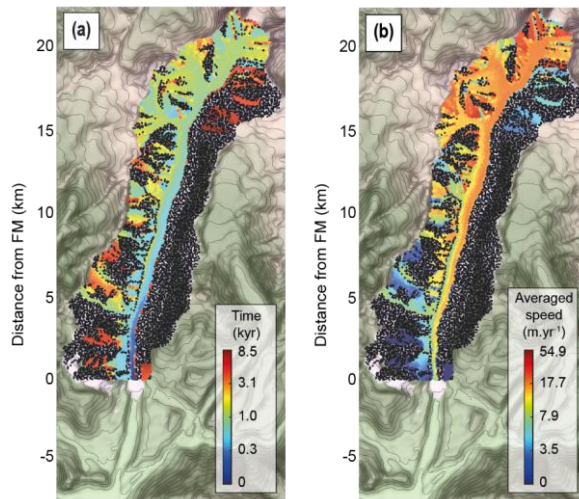 (a)
20
15
10
5
0
-5
Distance from FM (km)
Time
(kyr)
8.5
3.1
1.0
0.3
0
(b)
20
15
10
5
0
-5
Distance from FM (km)
Averaged
speed
(m.yr⁻¹)
54.9
17.7
7.9
3.5
0